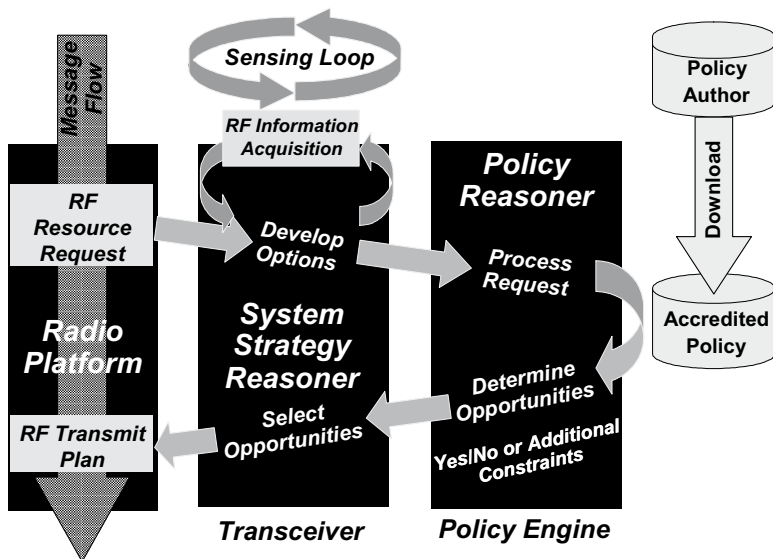 Message
Flow
Sensing Loop
RF Information
Acquisition
Policy
Author
Download
Accredited
Policy
RF
Resource
Request
Develop
Options
Policy
Reasoner
Process
Request
Radio
Platform
System
Strategy
Reasoner
Determine
Opportunities
Yes/No or Additional
Constraints
Select
Opportunities
RF Transmit
Plan
Transceiver
Policy Engine